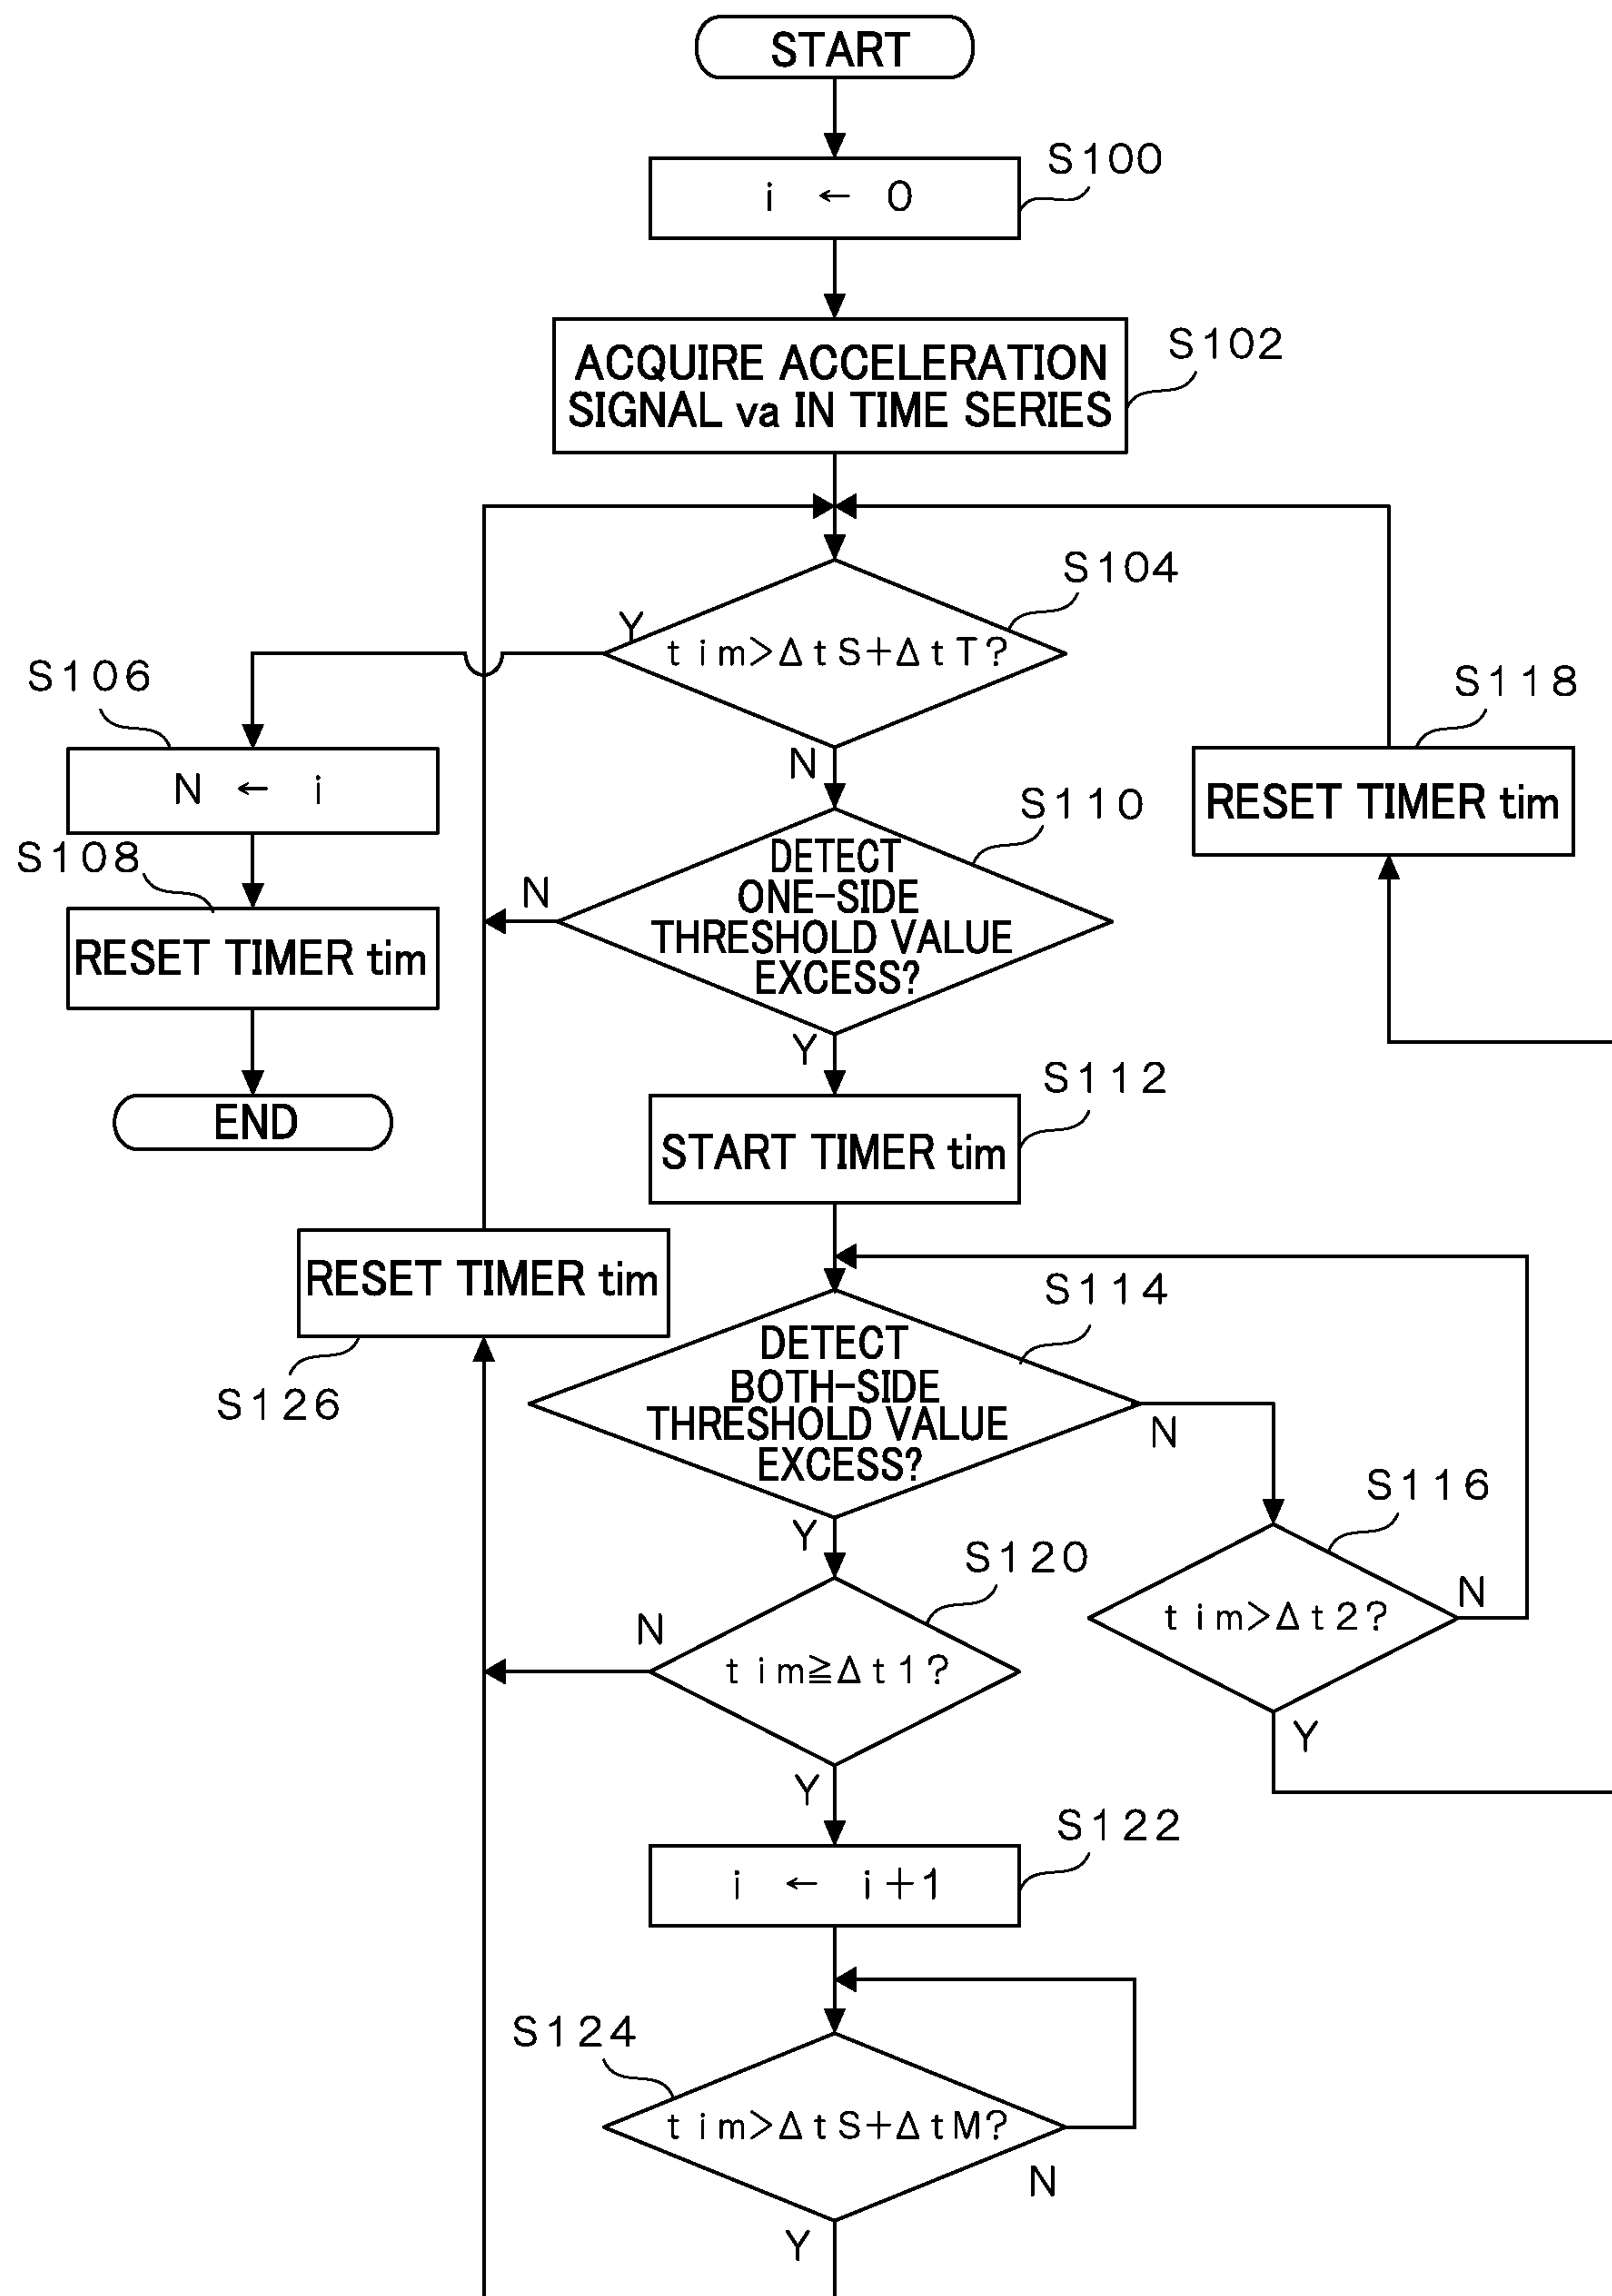 START
S100
i ← 0
S102
ACQUIRE ACCELERATION
SIGNAL va IN TIME SERIES
S104
Y
tim>ΔtS+ΔtT?
S106
S118
N
N ← i
RESET TIMER tim
S110
S108
DETECT
ONE-SIDE
THRESHOLD VALUE
EXCESS?
N
RESET TIMER tim
Y
S112
END
START TIMER tim
RESET TIMER tim
S114
S126
DETECT
BOTH-SIDE
THRESHOLD VALUE
EXCESS?
N
S116
Y
S120
N
tim>Δt2?
N
tim≧Δt1?
Y
Y
S122
i ← i+1
S124
tim>ΔtS+ΔtM?
N
Y